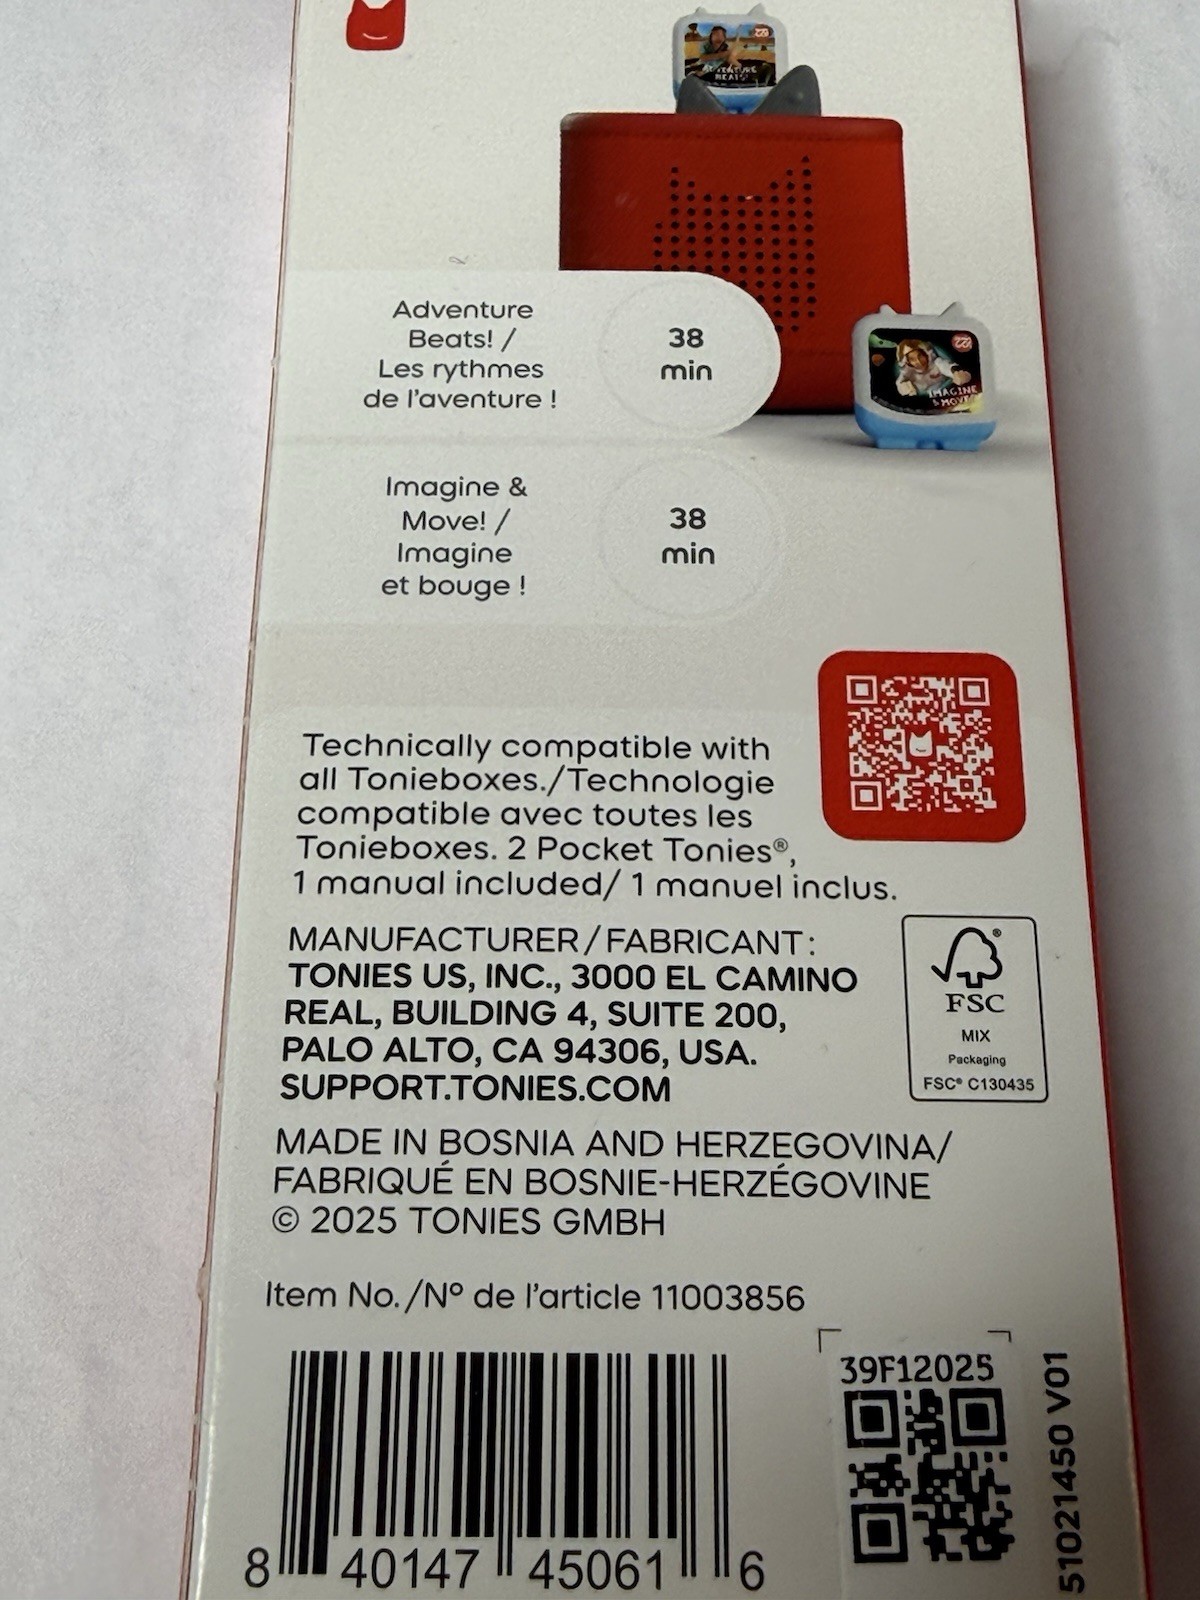 ADVENTURE
BEATS!
Adventure
Beats! /
Les rythmes
de l'aventure !
38
min
IMAGINE
& MOVE!
Imagine &
Move! /
Imagine
et bouge !
38
min
Technically compatible with
all Tonieboxes./Technologie
compatible avec toutes les
Tonieboxes. 2 Pocket Tonies®,
1 manual included/ 1 manuel inclus.
MANUFACTURER/FABRICANT:
TONIES US, INC., 3000 EL CAMINO
REAL, BUILDING 4, SUITE 200,
PALO ALTO, CA 94306, USA.
SUPPORT.TONIES.COM
®
FSC
MIX
Packaging
FSC® C130435
MADE IN BOSNIA AND HERZEGOVINA/
FABRIQUÉ EN BOSNIE-HERZÉGOVINE
© 2025 TONIES GMBH
Item No./N° de l'article 11003856
39F12025
51021450 V01
8 40147 45061 6